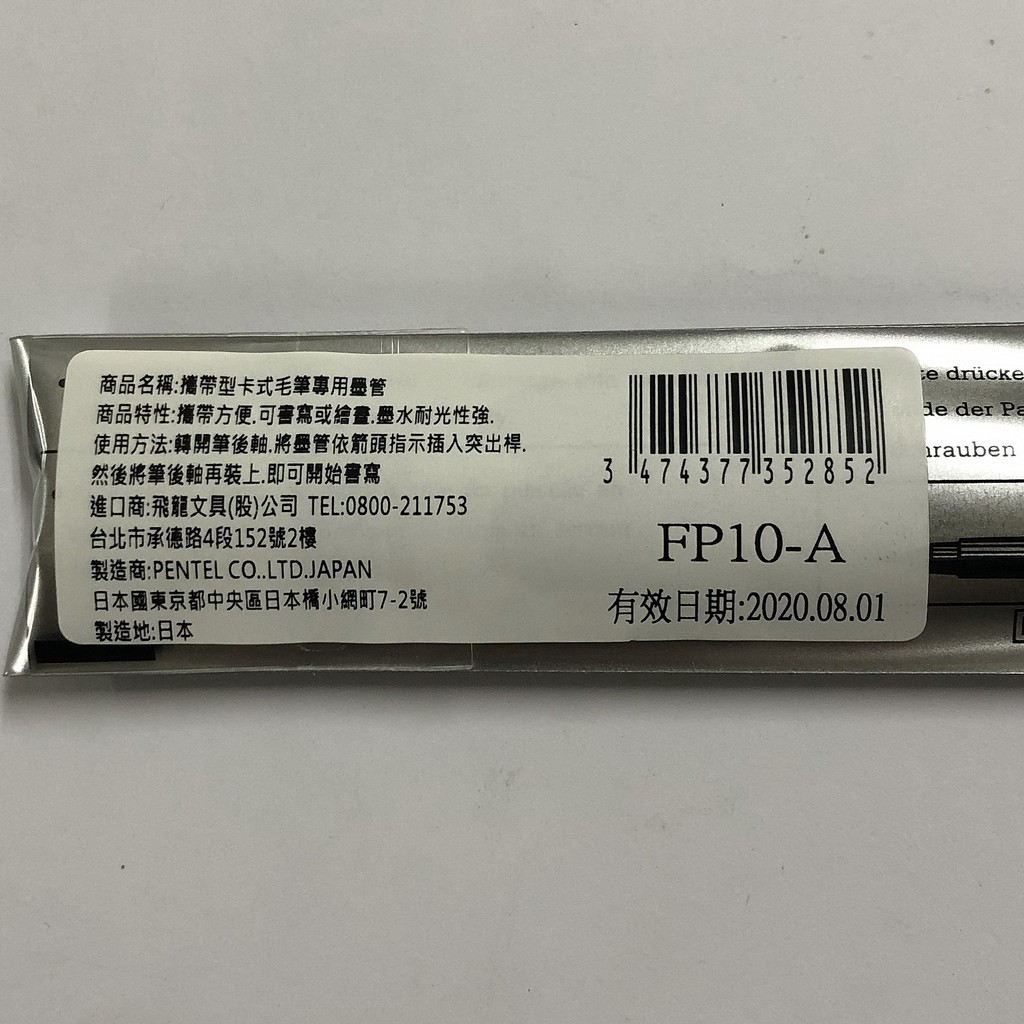 商品名稱:攜帶型卡式毛筆專用墨管
商品特性:攜帶方便.可書寫或繪畫.墨水耐光性強.
使用方法:轉開筆後軸.將墨管依箭頭指示插入突出桿.
然後將筆後軸再裝上.即可開始書寫
進口商:飛龍文具(股)公司 TEL:0800-211753
台北市承德路4段152號2樓
製造商:PENTEL CO..LTD.JAPAN
日本國東京都中央區日本橋小網町7-2號
製造地:日本
3 474377 352852
FP10-A
有效日期:2020.08.01
te drücke
de der Pa
hrauben